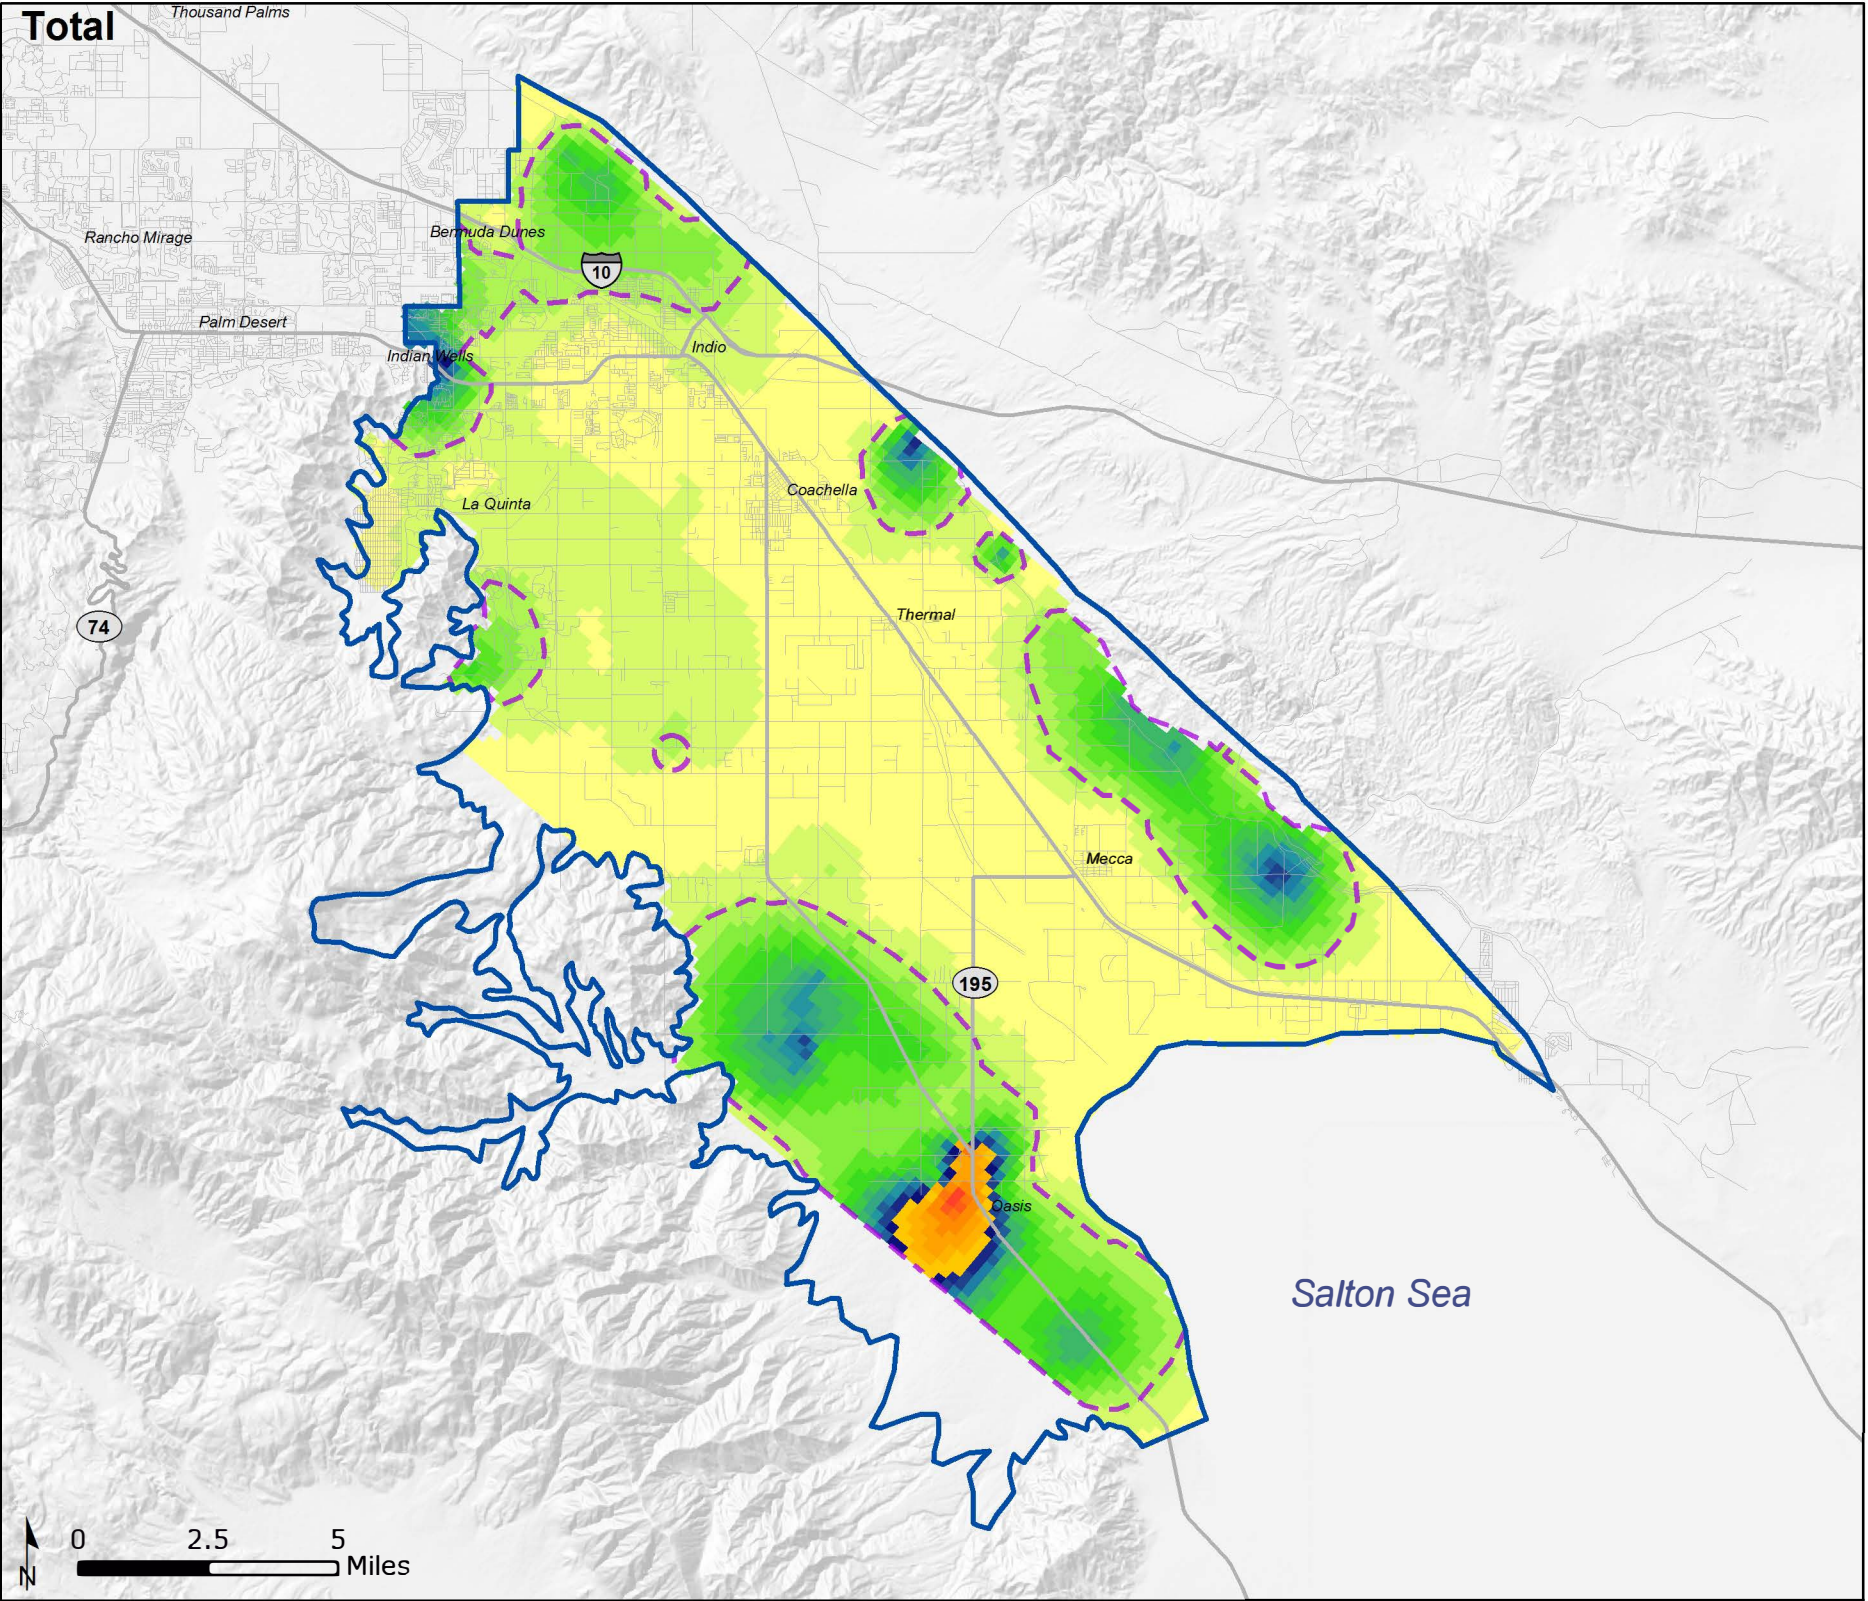 Thousand Palms
Total
Rancho Mirage
Bermuda Dunes
10
Palm Desert
Indian Wells
Indio
Coachella
La Quinta
Thermal
74
Mecca
195
Oasis
Salton Sea
0 2.5 5
Miles
N